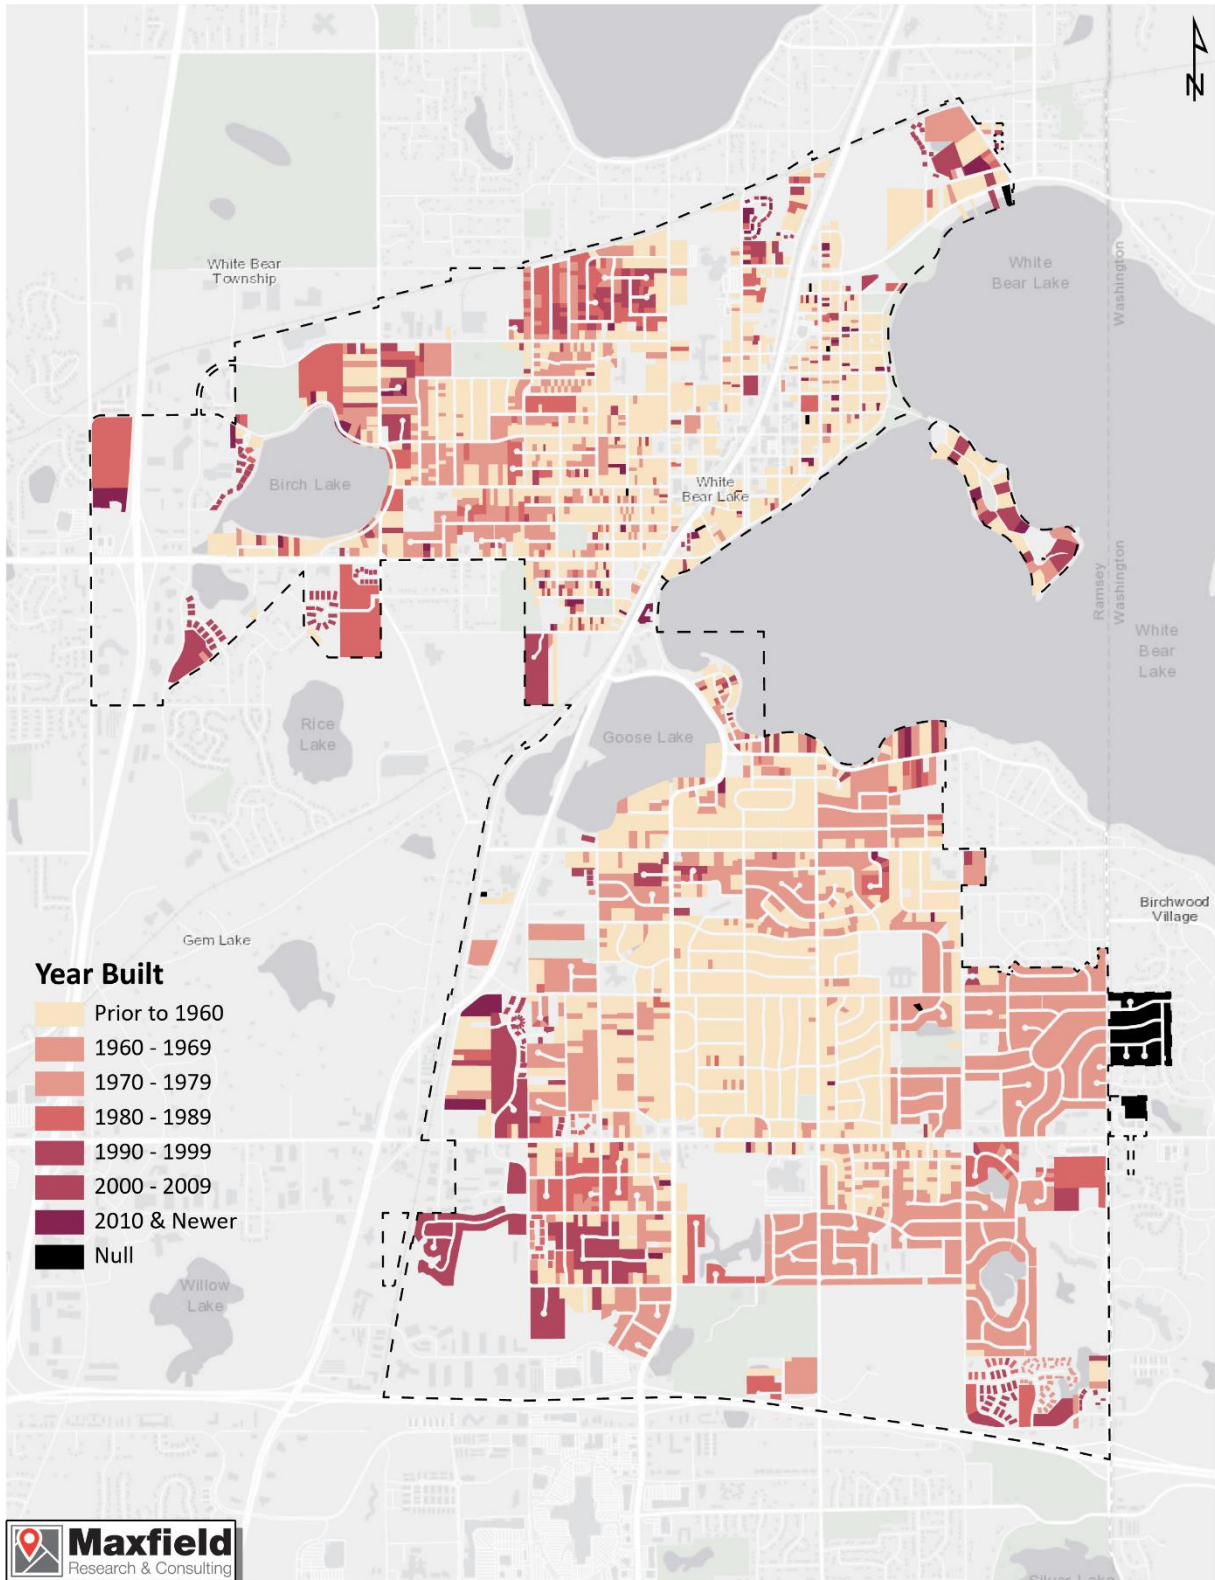 N
White Bear
Township
White
Bear Lake
Washington
Birch Lake
White
Bear Lake
Ramsey
Washington
White
Bear
Lake
Rice
Lake
Goose Lake
Birchwood
Village
Gem Lake
Year Built
Prior to 1960
1960 - 1969
1970 - 1979
1980 - 1989
1990 - 1999
2000 - 2009
2010 & Newer
Null
Willow
Lake
Maxfield
Research & Consulting
Silver Lake